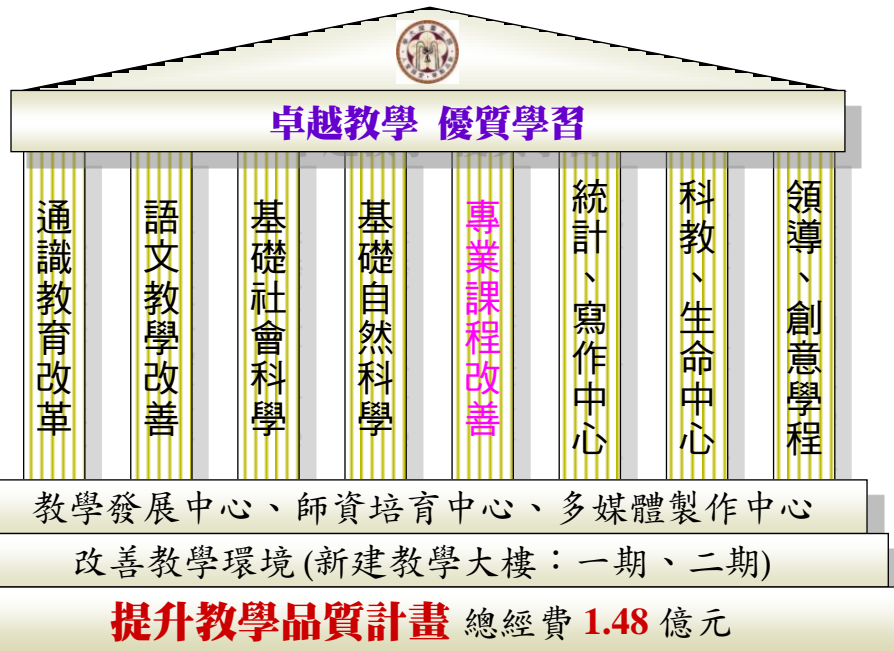 卓越教學 優質學習
通識教育改革
語文教學改善
基礎社會科學
基礎自然科學
專業課程改善
統計、寫作中心
科教、生命中心
領導、創意學程
教學發展中心、師資培育中心、多媒體製作中心
改善教學環境(新建教學大樓：一期、二期)
提升教學品質計畫 總經費 1.48 億元